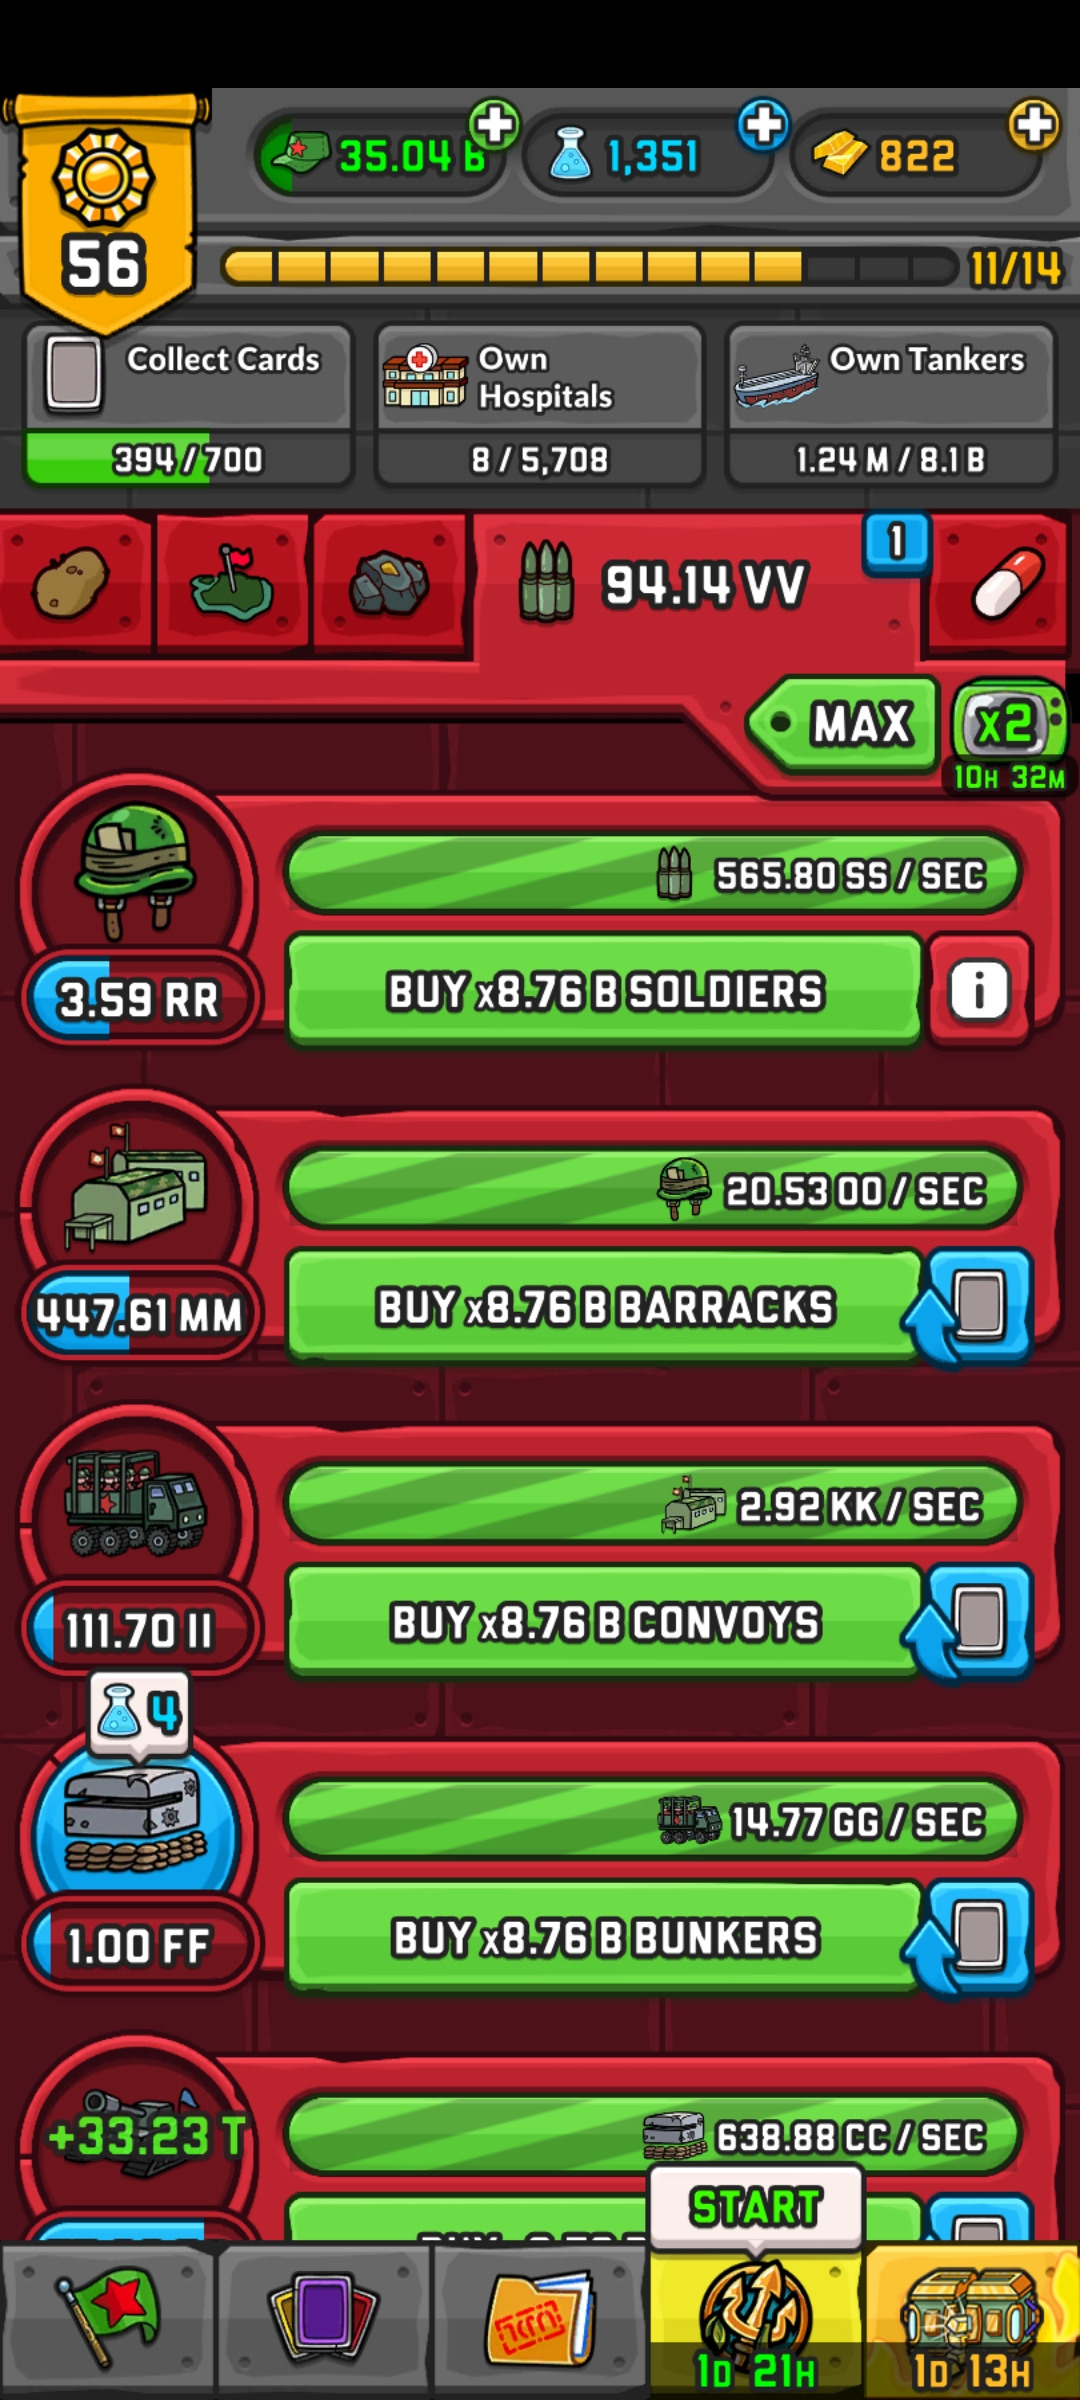 35.04 B
1,351
822
56
11/14
Collect Cards
394/700
Own
Hospitals
8/5,708
Own Tankers
1.24 M/8.1 B
94.14 VV
1
MAX
x2
10H 32M
565.80 SS/SEC
BUY x8.76 B SOLDIERS
i
3.59 RR
20.53 OO/SEC
BUY x8.76 B BARRACKS
447.61 MM
2.92 KK/SEC
BUY x8.76 B CONVOYS
111.70 II
4
14.77 GG/SEC
BUY x8.76 B BUNKERS
1.00 FF
+33.23 T
638.88 CC/SEC
START
1D 21H
1D 13H